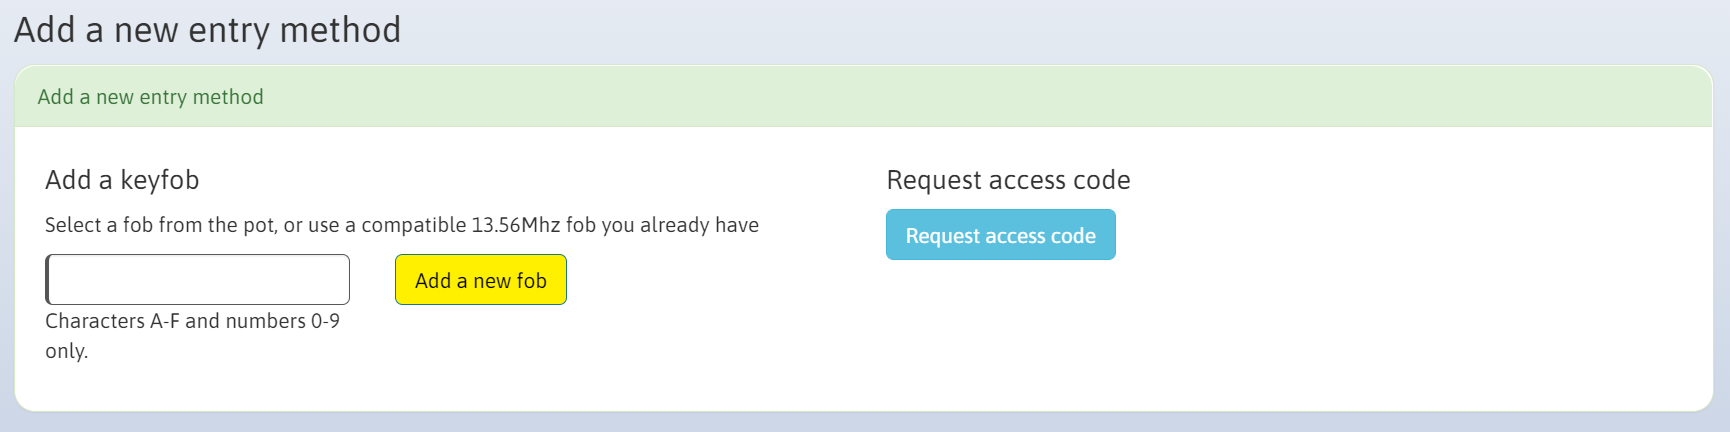 Add a new entry method
Add a new entry method
Add a keyfob
Select a fob from the pot, or use a compatible 13.56Mhz fob you already have
Add a new fob
Characters A-F and numbers 0-9
only.
Request access code
Request access code